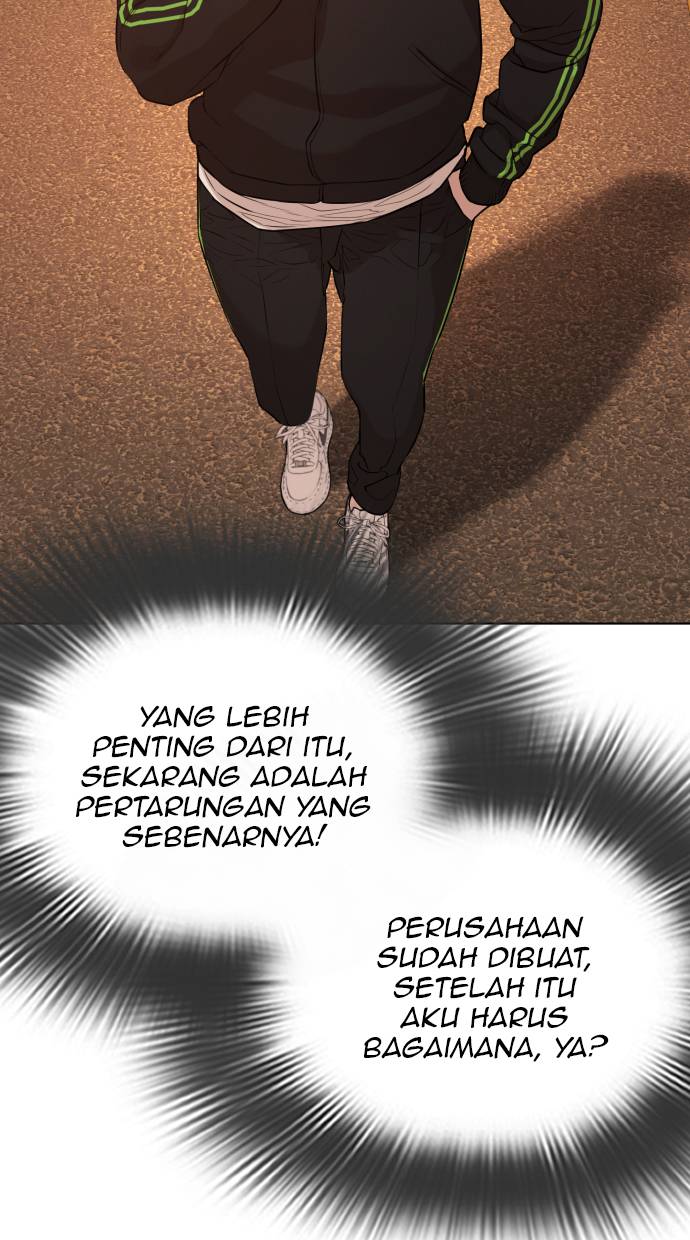 YANG LEBIH
PENTING DARI ITU,
SEKARANG ADALAH
PERTARUNGAN YANG
SEBENARNYA!
PERUSAHAAN
SUDAH DIBUAT,
SETELAH ITU
AKU HARUS
BAGAIMANA, YA?